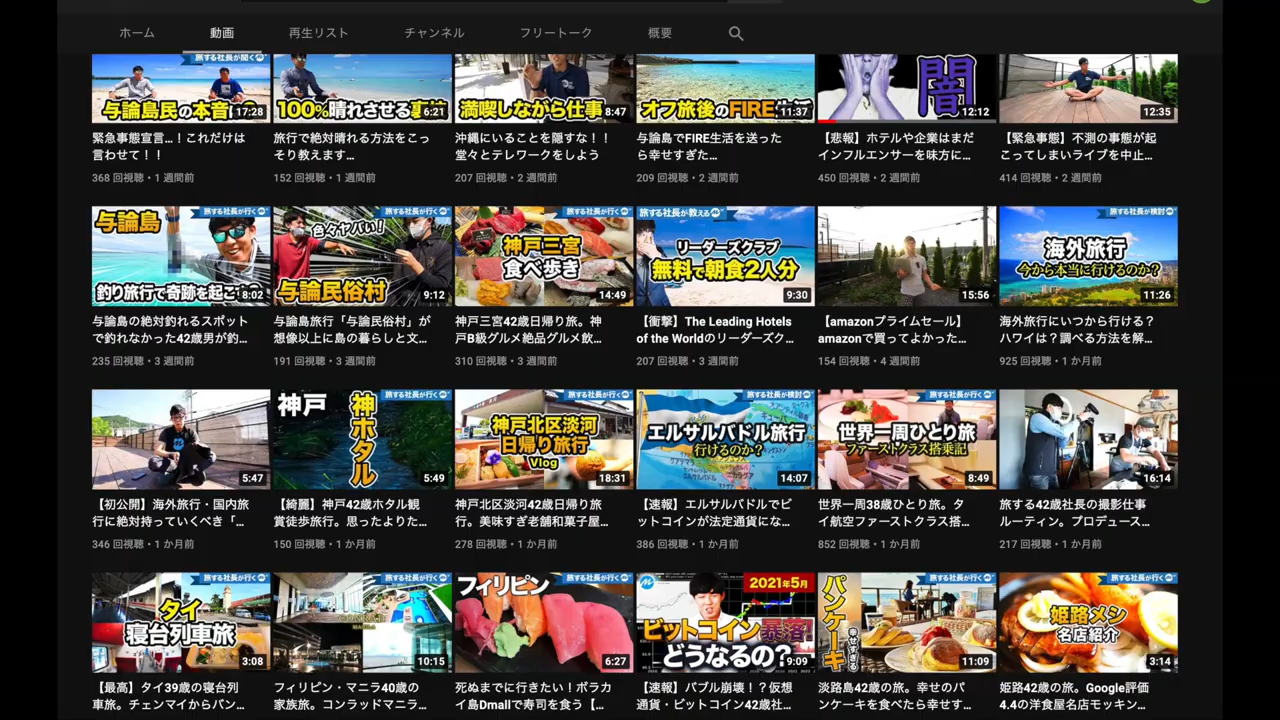 ホーム
動画
再生リスト
チャンネル
フリートーク
概要
旅する社長が聞く
与論島民の本音
17:28
100%晴れさせる
6:21
満喫しながら仕事
8:47
オフ旅後のFIRE生活
11:37
闇
12:12
12:35
緊急事態宣言…！これだけは
言わせて！！
368 回視聴・1 週間前
旅行で絶対晴れる方法をこっ
そり教えます…
152 回視聴・1 週間前
沖縄にいることを隠すな！！
堂々とテレワークをしよう
207 回視聴・2 週間前
与論島でFIRE生活を送った
ら幸せすぎた…
209 回視聴・2 週間前
【悲報】ホテルや企業はまだ
インフルエンサーを味方に…
450 回視聴・2 週間前
【緊急事態】不測の事態が起
こってしまいライブを中止…
414 回視聴・2 週間前
旅する社長が行く
与論島
釣り旅行で奇跡を起こ
8:02
旅する社長が行く
色々ヤバい！
与論民俗村
9:12
旅する社長が行く
神戸三宮
食べ歩き
14:49
旅する社長が教える
リーダーズクラブ
無料で朝食2人分
9:30
15:56
旅する社長が検討
海外旅行
今から本当に行けるのか？
11:26
与論島の絶対釣れるスポット
で釣れなかった42歳男が釣…
235 回視聴・3 週間前
与論島旅行「与論民俗村」が
想像以上に島の暮らしと文…
191 回視聴・3 週間前
神戸三宮42歳日帰り旅。神
戸B級グルメ絶品グルメ飲…
310 回視聴・3 週間前
【衝撃】The Leading Hotels
of the Worldのリーダーズク…
207 回視聴・3 週間前
【amazonプライムセール】
amazonで買ってよかった…
154 回視聴・4 週間前
海外旅行にいつから行ける？
ハワイは？調べる方法を解…
925 回視聴・1 か月前
5:47
旅する社長が行く
神戸
神ホタル
5:49
旅する社長が行く
神戸北区淡河
日帰り旅行
Vlog
18:31
旅する社長が検討
エルサルバドル旅行
行けるのか？
14:07
旅する社長が行く
世界一周ひとり旅
ファーストクラス搭乗記
8:49
16:14
【初公開】海外旅行・国内旅
行に絶対持っていくべき「…
346 回視聴・1 か月前
【綺麗】神戸42歳ホタル観
賞徒歩旅行。思ったよりた…
150 回視聴・1 か月前
神戸北区淡河42歳日帰り旅
行。美味すぎ老舗和菓子屋…
278 回視聴・1 か月前
【速報】エルサルバドルでビ
ットコインが法定通貨にな…
386 回視聴・1 か月前
世界一周38歳ひとり旅。タ
イ航空ファーストクラス搭…
852 回視聴・1 か月前
旅する42歳社長の撮影仕事
ルーティン。プロデュース…
217 回視聴・1 か月前
旅する社長が行く
タイ
寝台列車旅
3:08
旅する社長が行く
CONRAD
MANILA
10:15
旅する社長が行く
フィリピン
6:27
2021年5月
ビットコイン暴落！
どうなるの？
9:09
旅する社長が行く
パンケーキ
幸せすぎる
11:09
旅する社長が行く
姫路メシ
名店紹介
3:14
【最高】タイ39歳の寝台列
車旅。チェンマイからバン…
フィリピン・マニラ40歳の
家族旅。コンラッドマニラ…
死ぬまでに行きたい！ボラカ
イ島Dmallで寿司を食う【…
【速報】バブル崩壊！？仮想
通貨・ビットコイン42歳社…
淡路島42歳の旅。幸せのパ
ンケーキを食べたら幸せす…
姫路42歳の旅。Google評価
4.4の洋食屋名店モッキン…